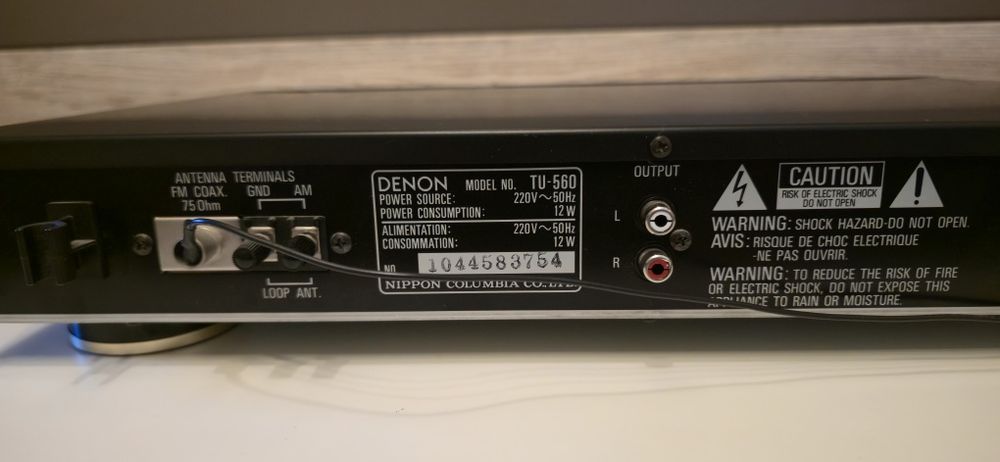 ANTENNA TERMINALS
FM COAX. GND AM
75 Ohm
LOOP ANT.
DENON MODEL NO. TU-560
POWER SOURCE: 220V～50Hz
POWER CONSUMPTION: 12W
ALIMENTATION: 220V～50Hz
CONSOMMATION: 12W
NO. 1044583754
NIPPON COLUMBIA CO., LTD.
OUTPUT
L
R
CAUTION
RISK OF ELECTRIC SHOCK
DO NOT OPEN
WARNING: SHOCK HAZARD-DO NOT OPEN.
AVIS: RISQUE DE CHOC ELECTRIQUE
-NE PAS OUVRIR.
WARNING: TO REDUCE THE RISK OF FIRE
OR ELECTRIC SHOCK, DO NOT EXPOSE THIS
APPLIANCE TO RAIN OR MOISTURE.